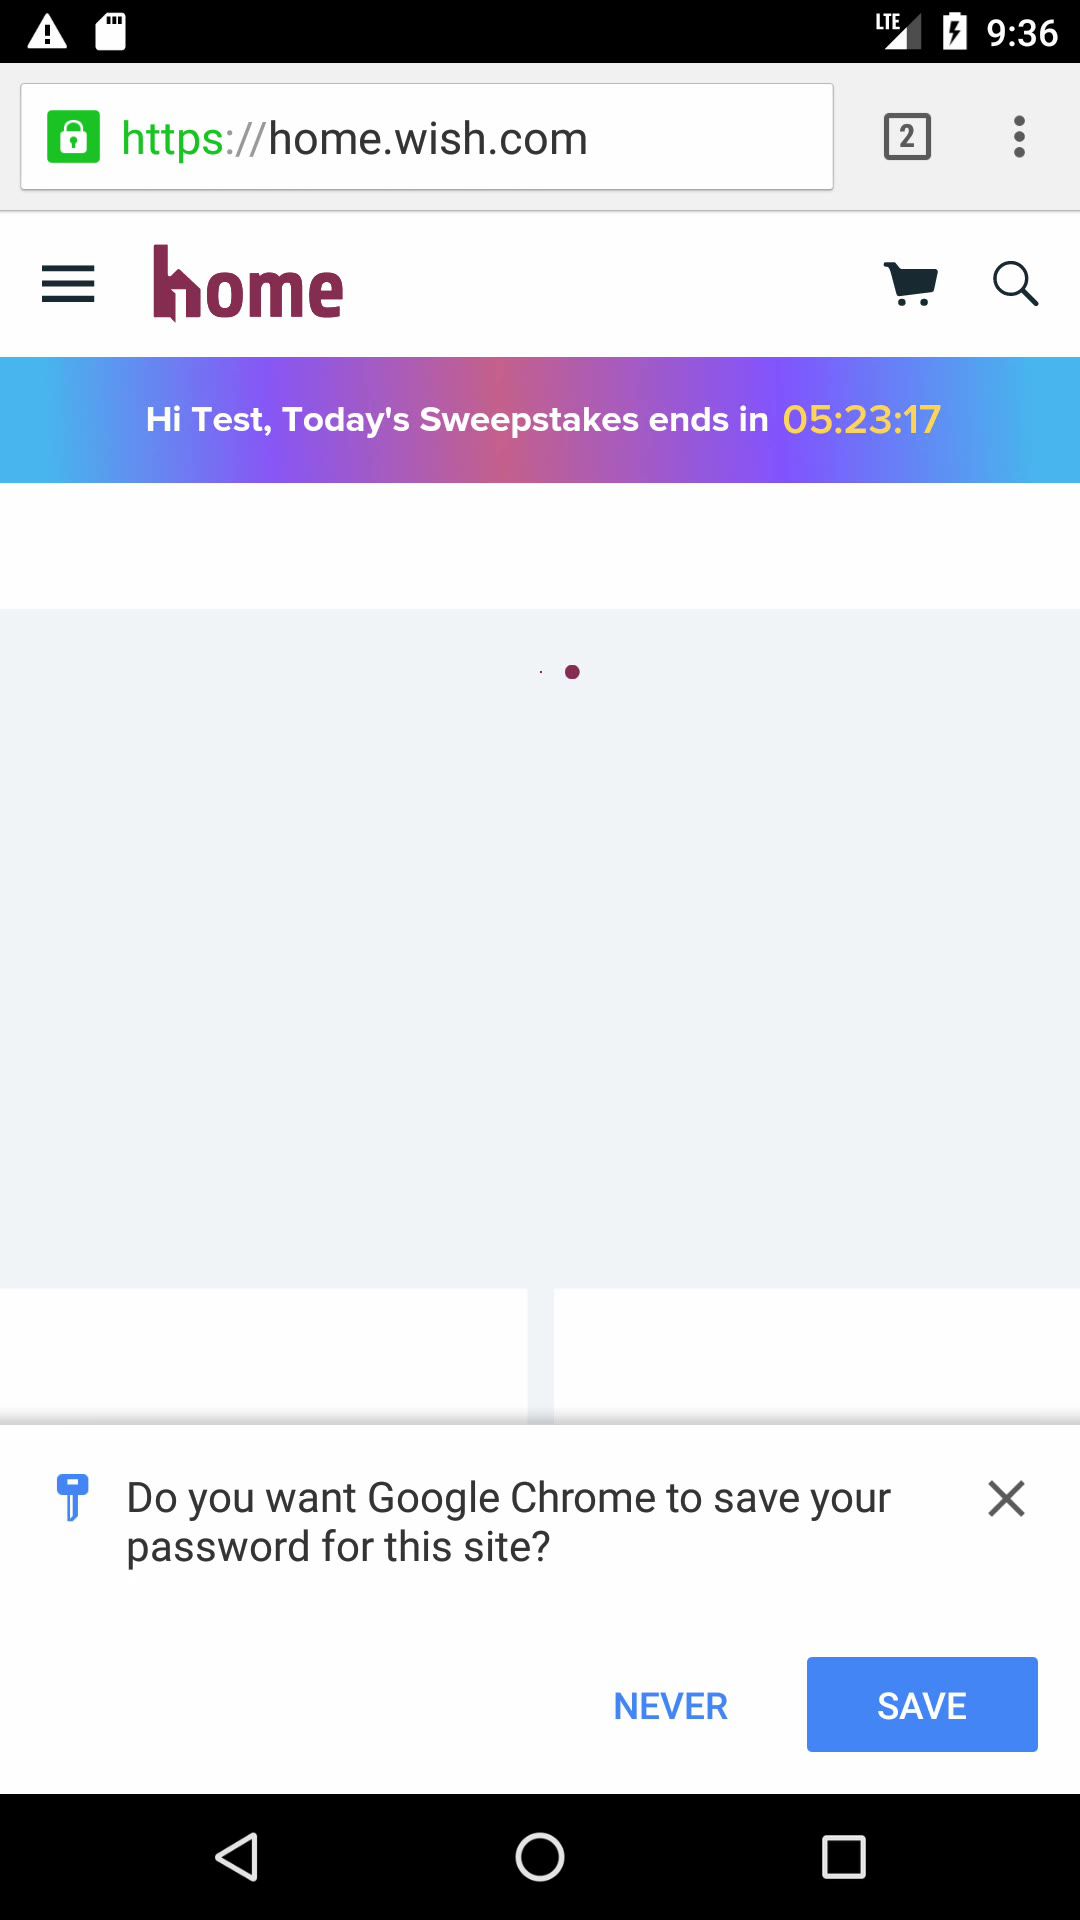 LTE 9:36
https://home.wish.com
2
home
Hi Test, Today's Sweepstakes ends in 05:23:17
Do you want Google Chrome to save your
password for this site?
NEVER SAVE